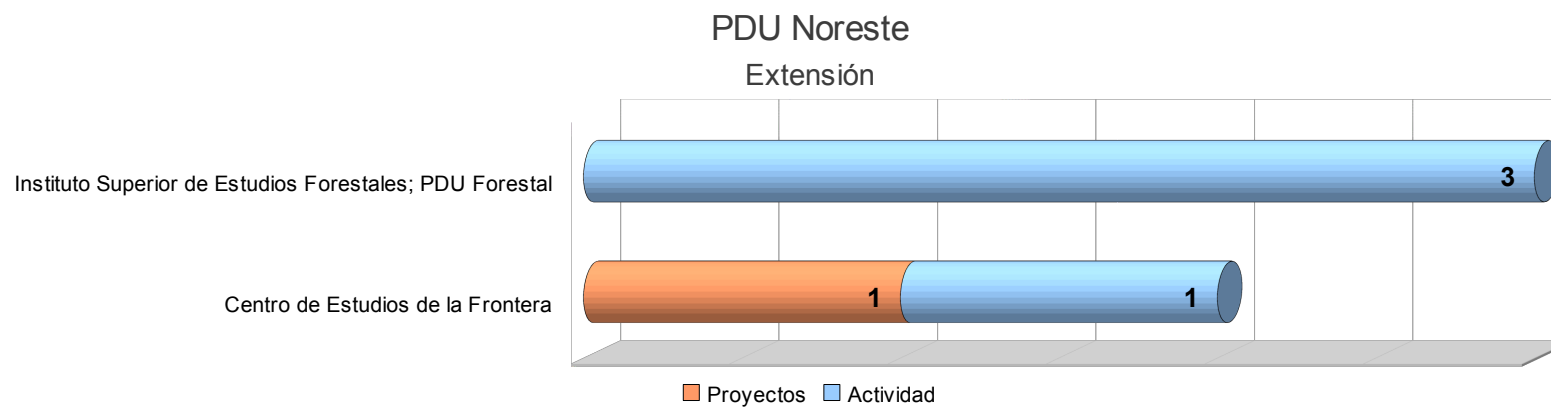 PDU Noreste
Extensión
Instituto Superior de Estudios Forestales; PDU Forestal
3
Centro de Estudios de la Frontera
1
1
Proyectos
Actividad